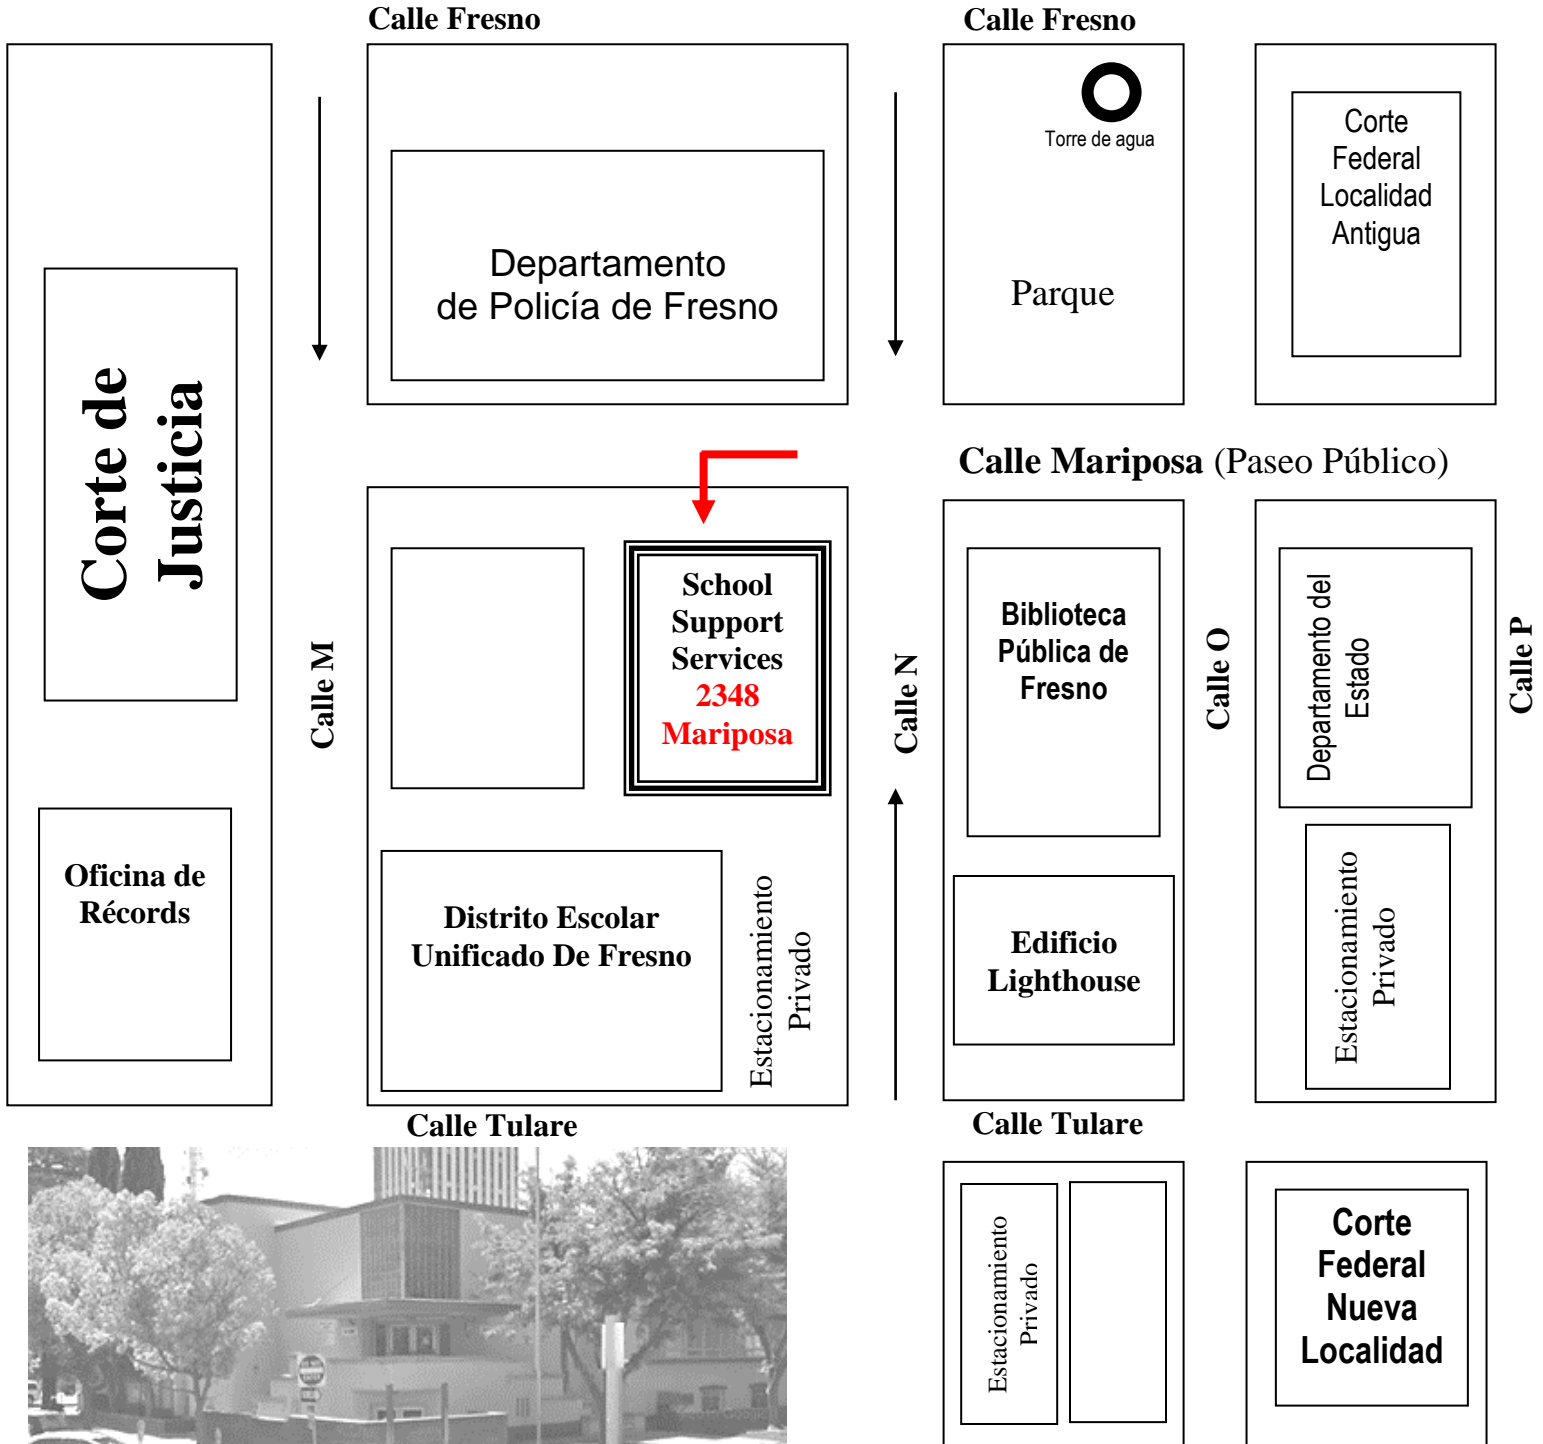 Calle Fresno
Calle Fresno
Torre de agua
Corte
Federal
Localidad
Antigua
Departamento
de Policía de Fresno
Parque
Corte de
Justicia
Calle Mariposa (Paseo Público)
School
Support
Services
2348
Mariposa
Biblioteca
Pública de
Fresno
Departamento del
Estado
Calle M
Calle N
Calle O
Calle P
Oficina de
Récords
Distrito Escolar
Unificado De Fresno
Estacionamiento
Privado
Edificio
Lighthouse
Estacionamiento
Privado
Calle Tulare
Calle Tulare
Estacionamiento
Privado
Corte
Federal
Nueva
Localidad